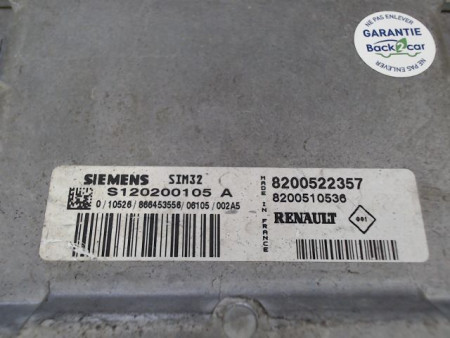 NE PAS ENLEVER
GARANTIE
Back2car
NE PAS ENLEVER
SIEMENS SIM32
S120200105 A
0/10526/866453556/06105/002A5
MADE IN FRANCE
8200522357
8200510536
RENAULT